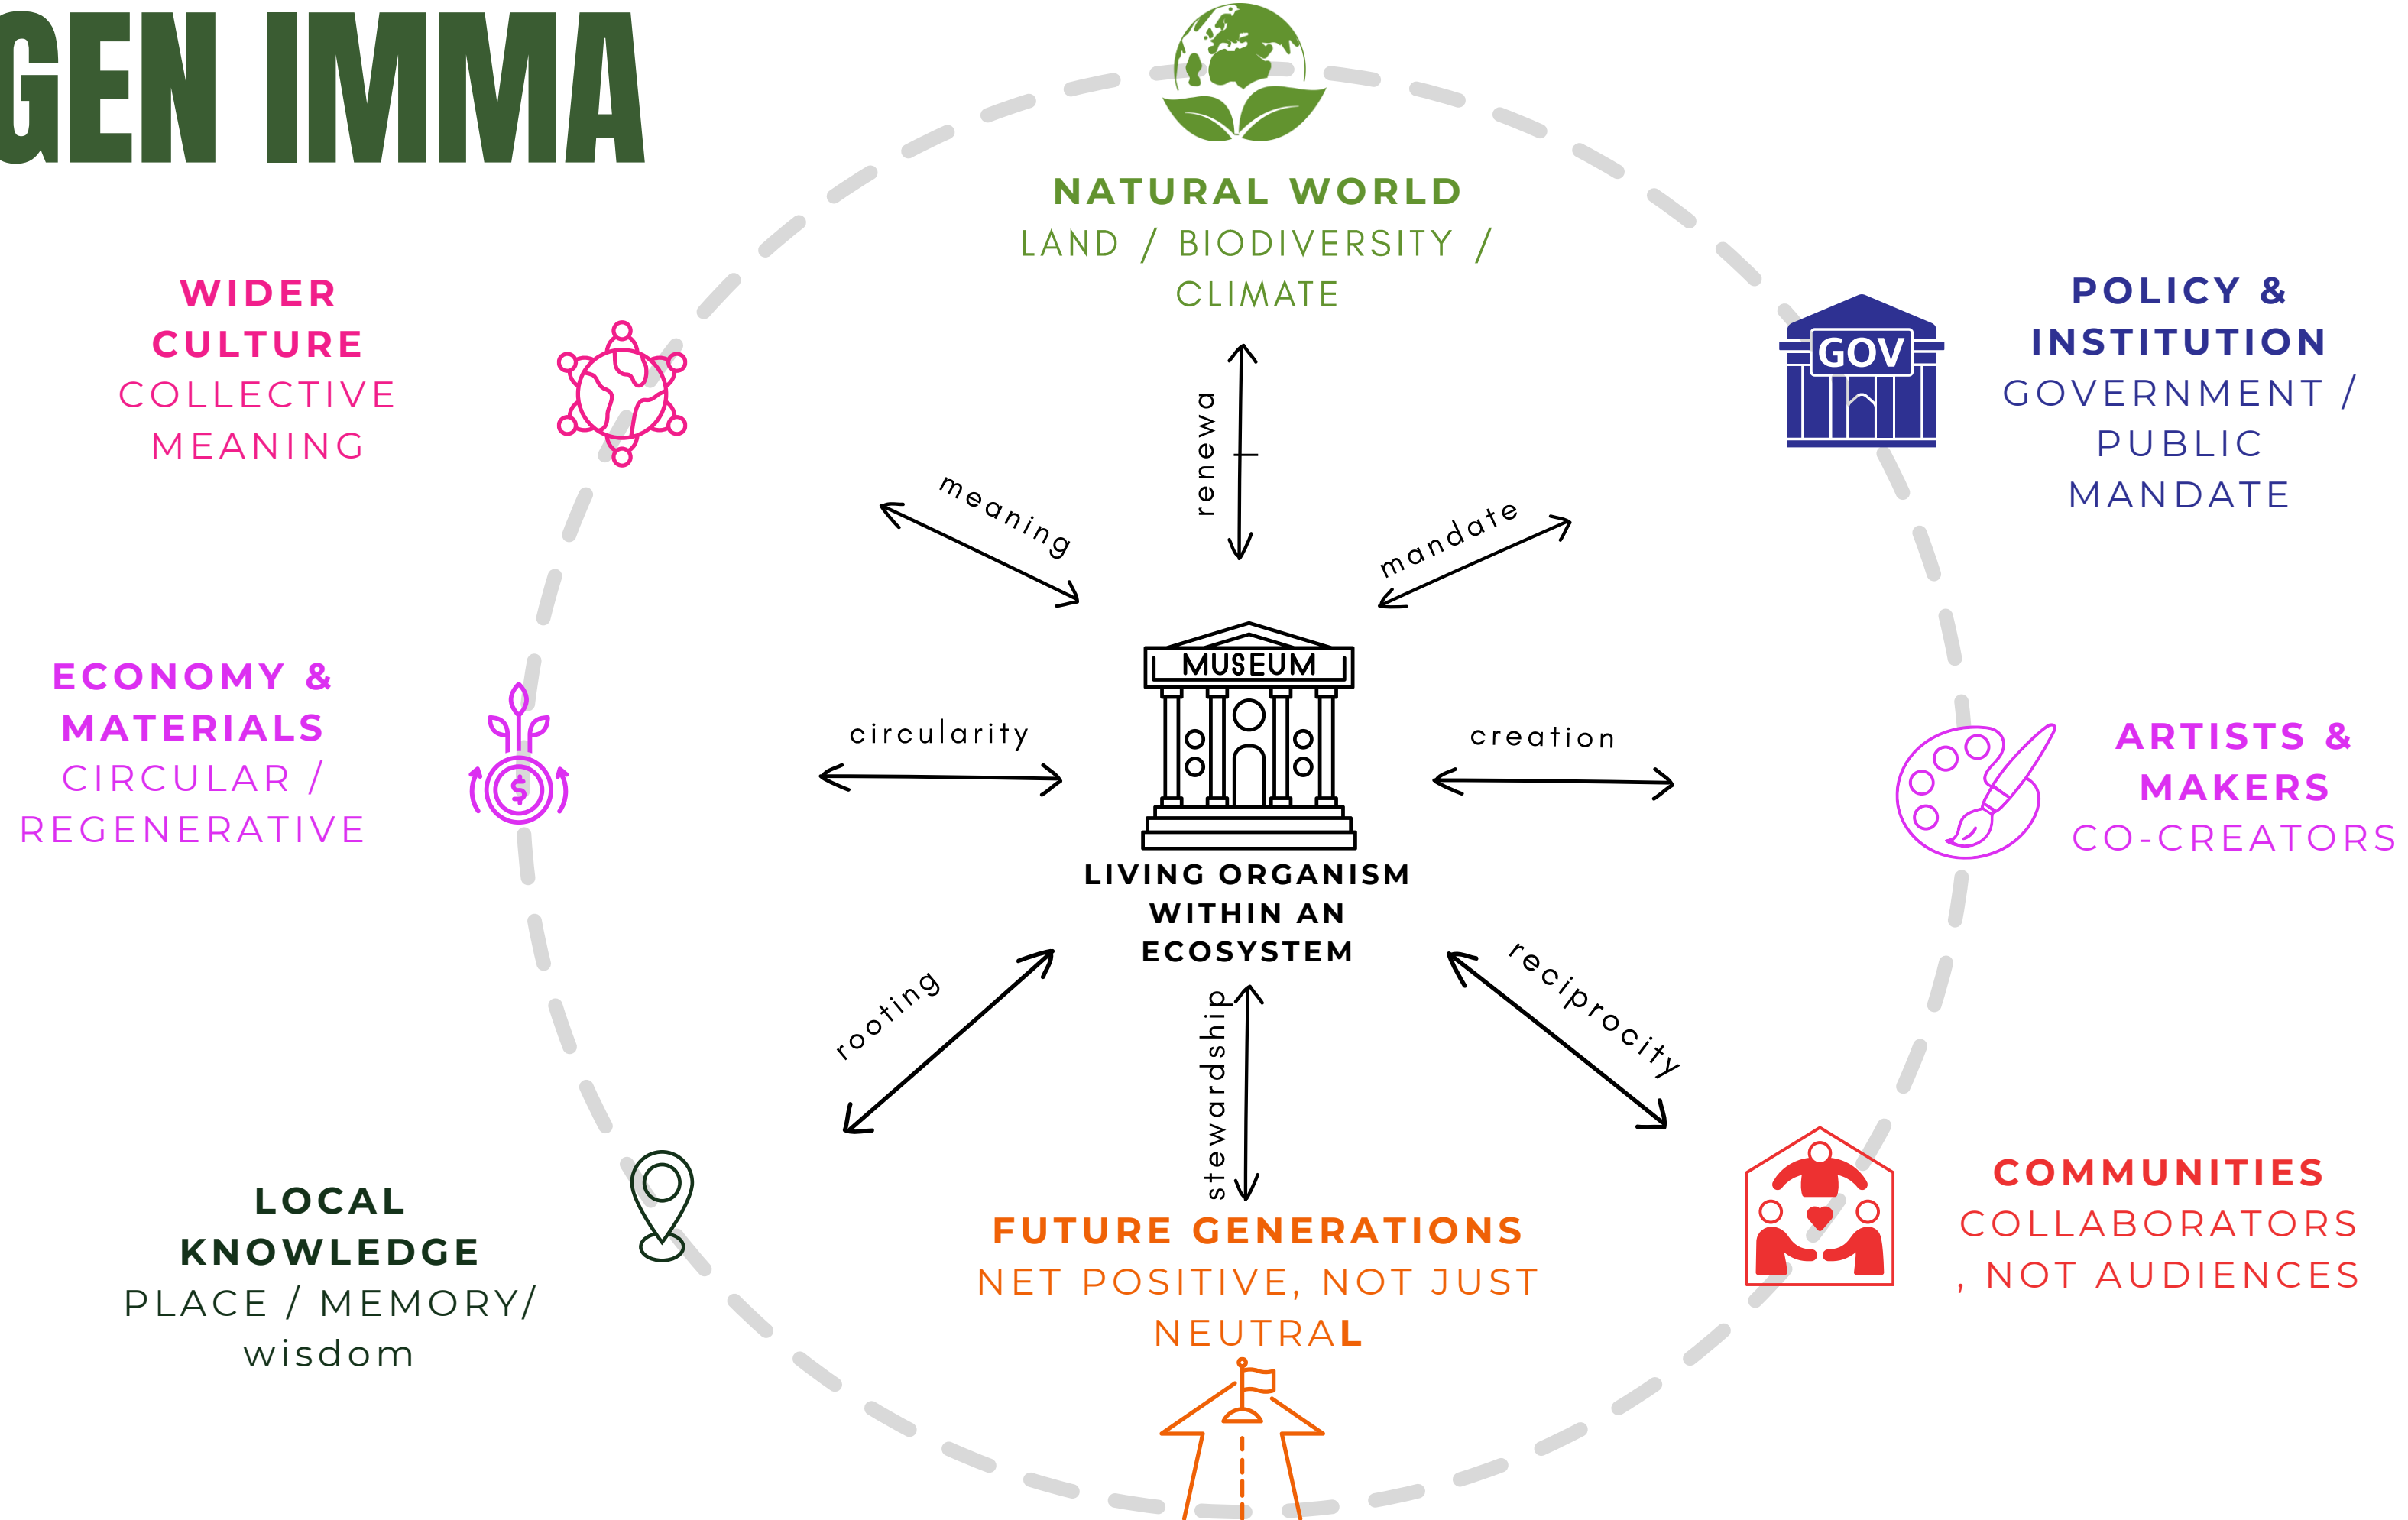 GEN IMMA
NATURAL WORLD
LAND / BIODIVERSITY /
CLIMATE
WIDER
CULTURE
COLLECTIVE
MEANING
POLICY &
INSTITUTION
GOVERNMENT /
PUBLIC
MANDATE
GOV
meaning
renewa
l
mandate
ECONOMY &
MATERIALS
CIRCULAR /
REGENERATIVE
$
circularity
MUSEUM
LIVING ORGANISM
WITHIN AN
ECOSYSTEM
creation
ARTISTS &
MAKERS
CO-CREATORS
rooting
stewardship
reciprocity
LOCAL
KNOWLEDGE
PLACE / MEMORY/
wisdom
FUTURE GENERATIONS
NET POSITIVE, NOT JUST
NEUTRAL
COMMUNITIES
COLLABORATORS
, NOT AUDIENCES